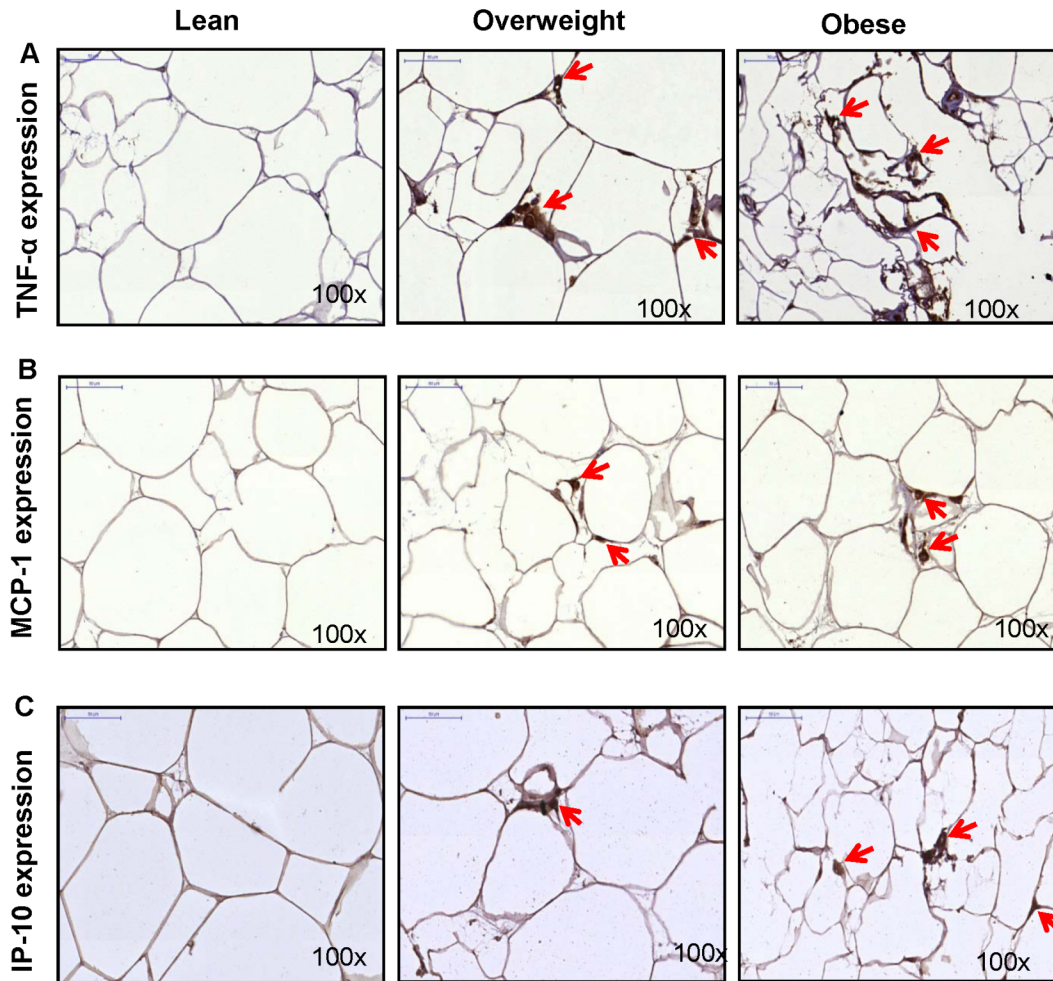 Lean Overweight Obese
A
TNF-α expression
100x 100x 100x
B
MCP-1 expression
100x 100x 100x
C
IP-10 expression
100x 100x 100x